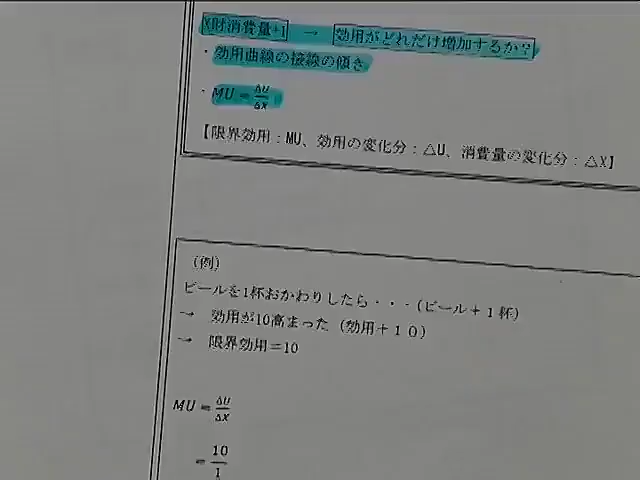 X財消費量+1 → 効用がどれだけ増加するか?
・効用曲線の接線の傾き
・MU = ΔU/ΔX
【限界効用:MU、効用の変化分:△U、消費量の変化分:△X】
(例)
ビールを1杯おかわりしたら・・・(ビール+1杯)
→ 効用が10高まった(効用+10)
→ 限界効用=10
MU = ΔU/ΔX
= 10/1